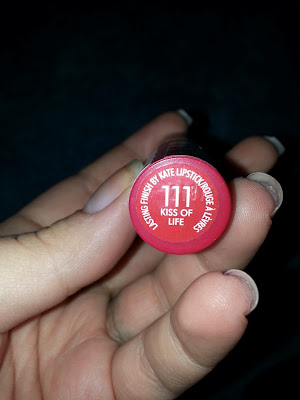 LASTING FINISH BY KATE LIPSTICK/ROUGE À LÈVRES
111
KISS OF
LIFE